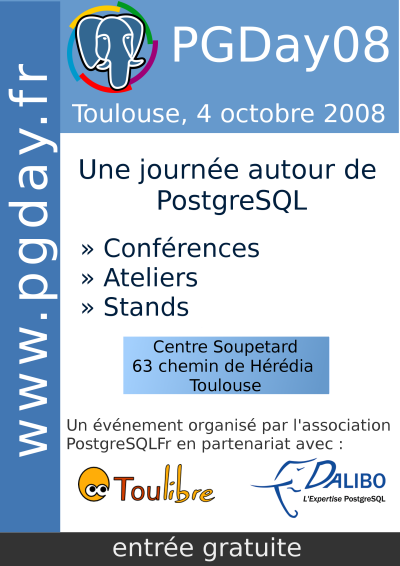 PGDay08
Toulouse, 4 octobre 2008
www.pgday.fr
Une journée autour de
PostgreSQL
» Conférences
» Ateliers
» Stands
Centre Soupetard
63 chemin de Hérédia
Toulouse
Un événement organisé par l'association
PostgreSQLFr en partenariat avec :
Toulibre
DALIBO
L'Expertise PostgreSQL
entrée gratuite